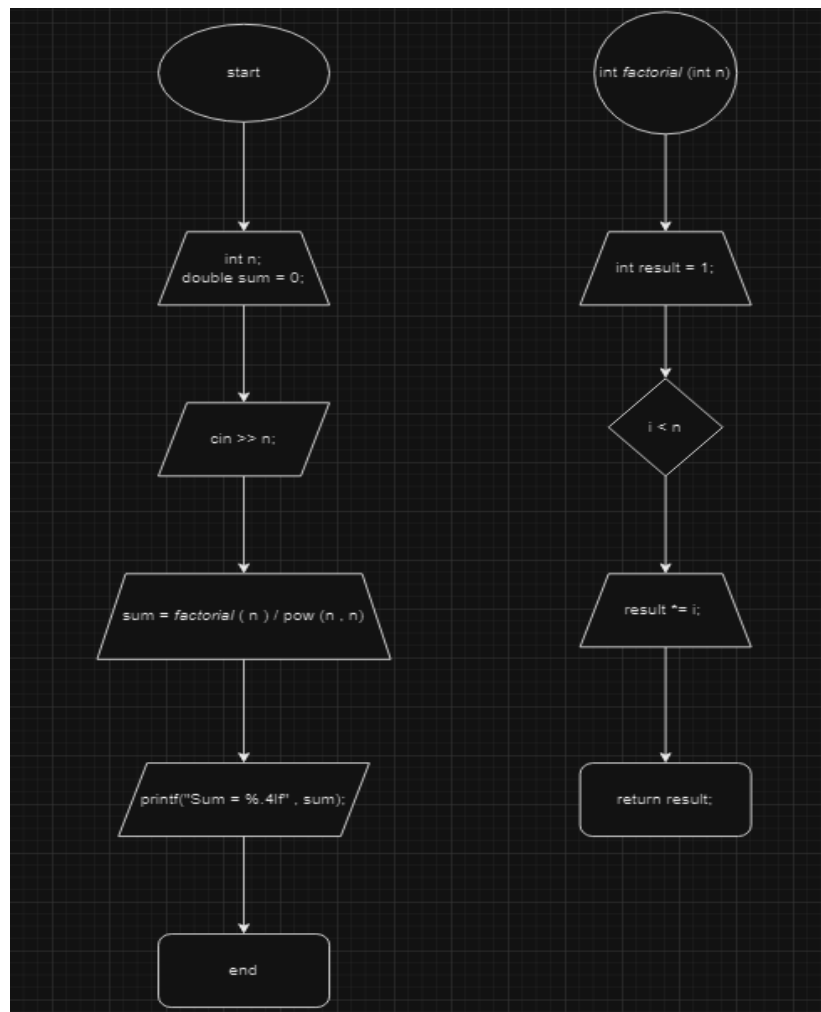 start
int n;
double sum = 0;
cin >> n;
sum = factorial ( n ) / pow (n , n)
printf("Sum = %.4lf" , sum);
end
int factorial (int n)
int result = 1;
i < n
result *= i;
return result;